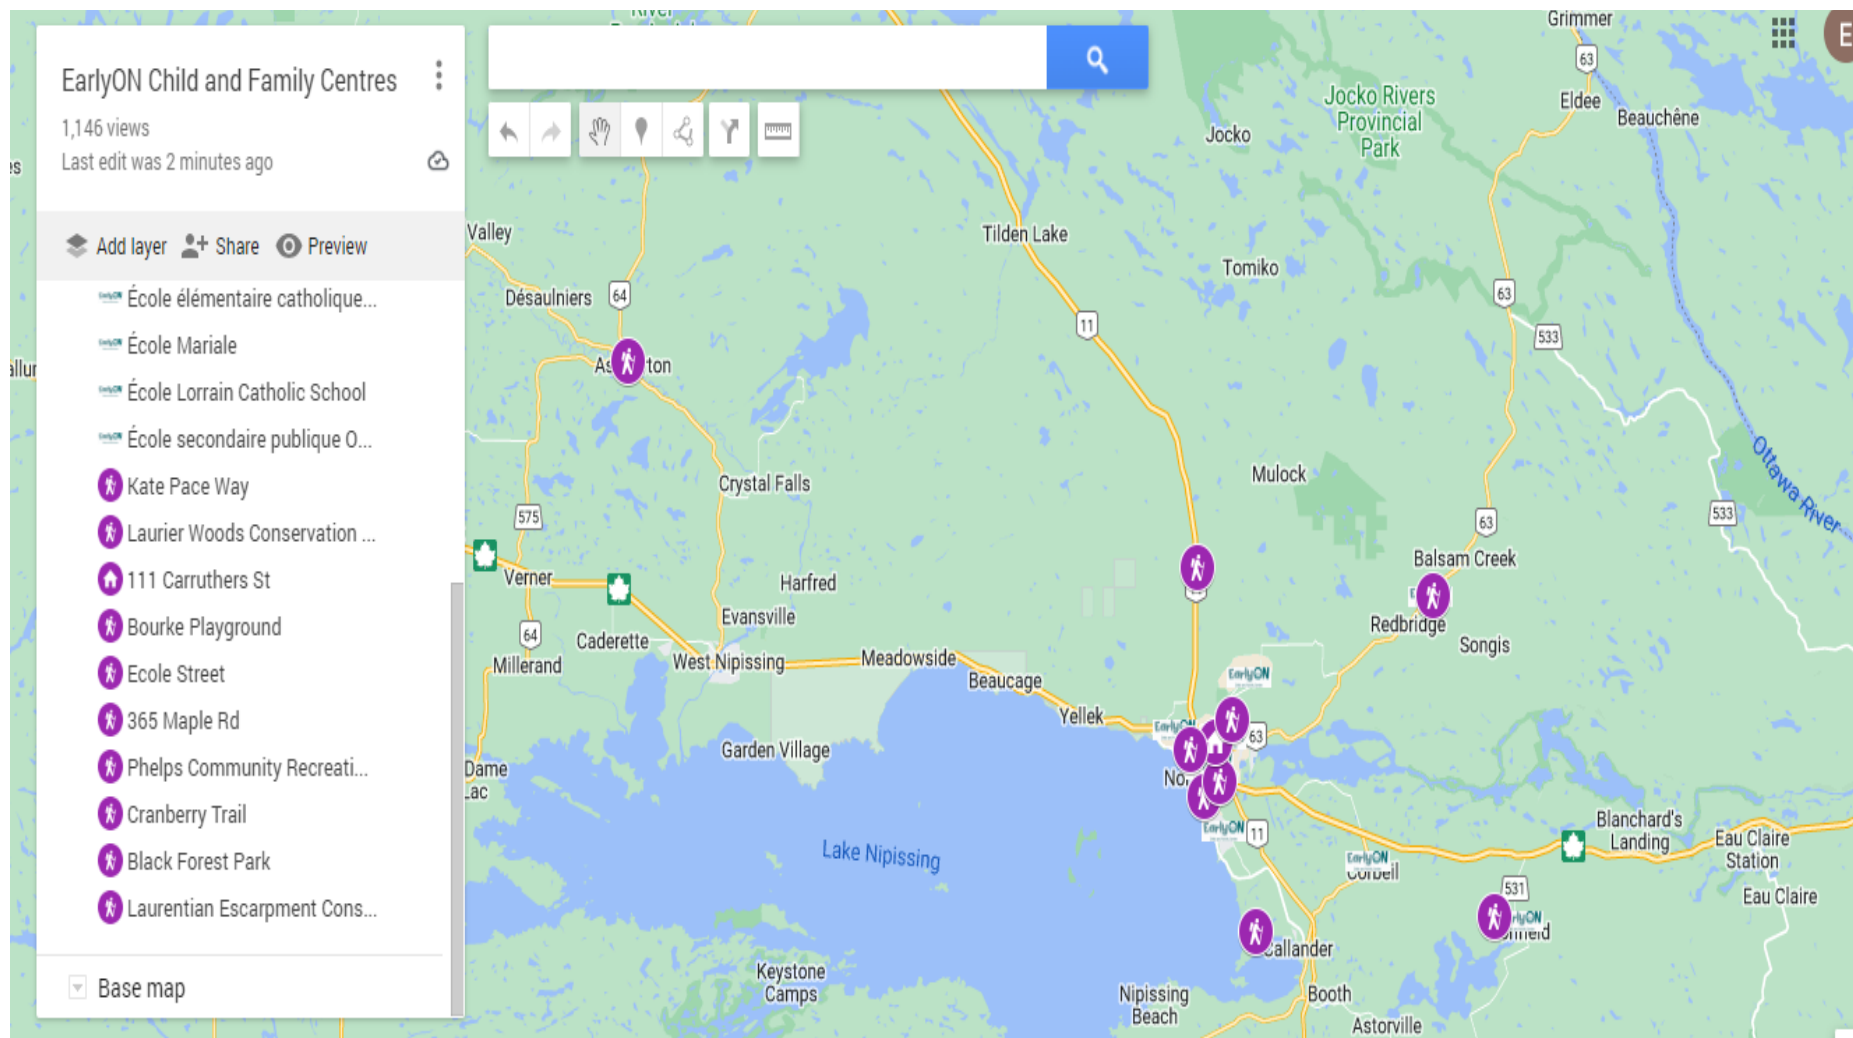 EarlyON Child and Family Centres
1,146 views
Last edit was 2 minutes ago
Add layer
Share
Preview
École élémentaire catholique...
École Mariale
École Lorrain Catholic School
École secondaire publique O...
Kate Pace Way
Laurier Woods Conservation ...
111 Carruthers St
Bourke Playground
Ecole Street
365 Maple Rd
Phelps Community Recreati...
Cranberry Trail
Black Forest Park
Laurentian Escarpment Cons...
Base map
E
Grimmer
63
Eldee
Beauchêne
Jocko Rivers
Provincial
Park
Jocko
Valley
Tilden Lake
Tomiko
Désaulniers
64
63
11
533
Mulock
Crystal Falls
575
63
533
Ottawa River
Balsam Creek
Verner
Harfred
Evansville
Redbridge
64
Caderette
Songis
Millerand
West Nipissing
Meadowside
Beaucage
EarlyON
Yellek
EarlyON
63
Garden Village
Dame
Lac
Blanchard's
Landing
EarlyON
11
Eau Claire
Station
Lake Nipissing
EarlyON
Corbeil
531
Eau Claire
Callander
Keystone
Camps
Nipissing
Beach
Booth
Astorville